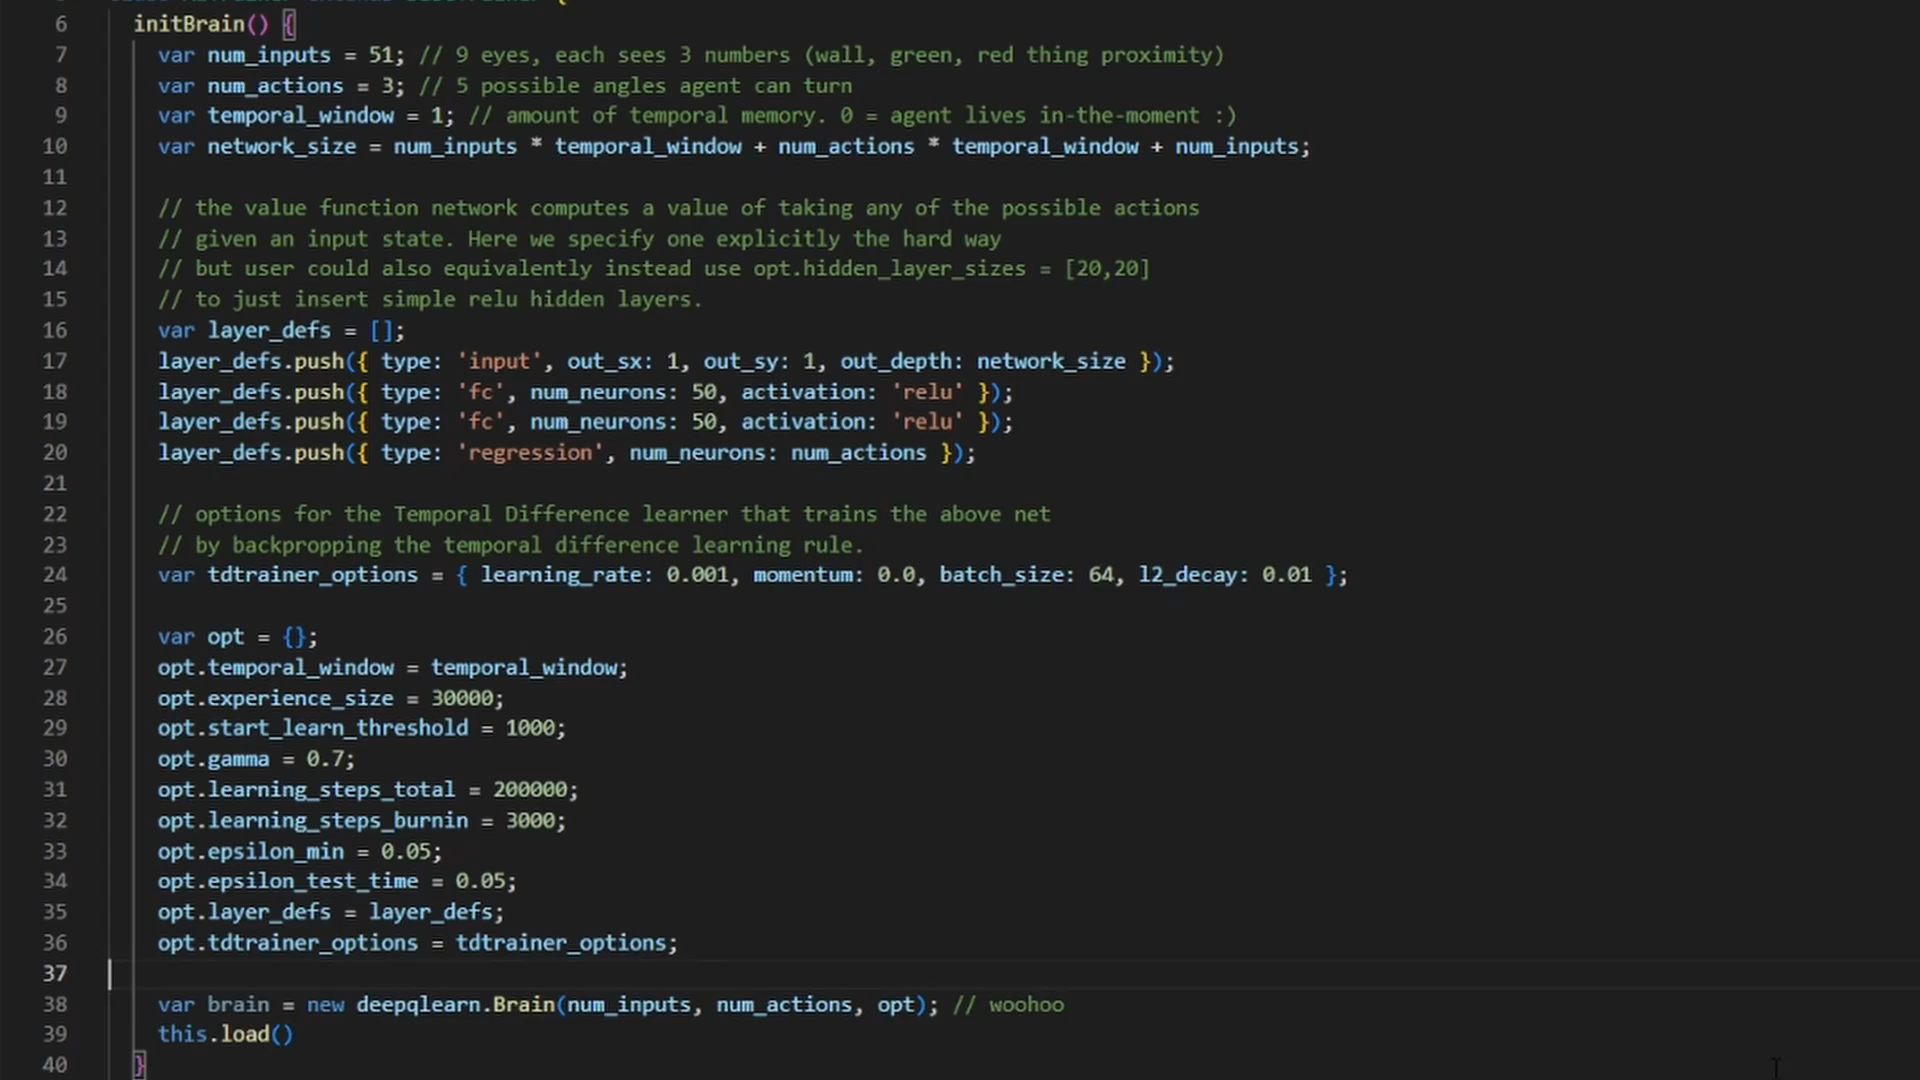 6 initBrain() {
7 var num_inputs = 51; // 9 eyes, each sees 3 numbers (wall, green, red thing proximity)
8 var num_actions = 3; // 5 possible angles agent can turn
9 var temporal_window = 1; // amount of temporal memory. 0 = agent lives in-the-moment :)
10 var network_size = num_inputs * temporal_window + num_actions * temporal_window + num_inputs;
11
12 // the value function network computes a value of taking any of the possible actions
13 // given an input state. Here we specify one explicitly the hard way
14 // but user could also equivalently instead use opt.hidden_layer_sizes = [20,20]
15 // to just insert simple relu hidden layers.
16 var layer_defs = [];
17 layer_defs.push({ type: 'input', out_sx: 1, out_sy: 1, out_depth: network_size });
18 layer_defs.push({ type: 'fc', num_neurons: 50, activation: 'relu' });
19 layer_defs.push({ type: 'fc', num_neurons: 50, activation: 'relu' });
20 layer_defs.push({ type: 'regression', num_neurons: num_actions });
21
22 // options for the Temporal Difference learner that trains the above net
23 // by backpropping the temporal difference learning rule.
24 var tdtrainer_options = { learning_rate: 0.001, momentum: 0.0, batch_size: 64, l2_decay: 0.01 };
25
26 var opt = {};
27 opt.temporal_window = temporal_window;
28 opt.experience_size = 30000;
29 opt.start_learn_threshold = 1000;
30 opt.gamma = 0.7;
31 opt.learning_steps_total = 200000;
32 opt.learning_steps_burnin = 3000;
33 opt.epsilon_min = 0.05;
34 opt.epsilon_test_time = 0.05;
35 opt.layer_defs = layer_defs;
36 opt.tdtrainer_options = tdtrainer_options;
37
38 var brain = new deepqlearn.Brain(num_inputs, num_actions, opt); // woohoo
39 this.load()
40 }